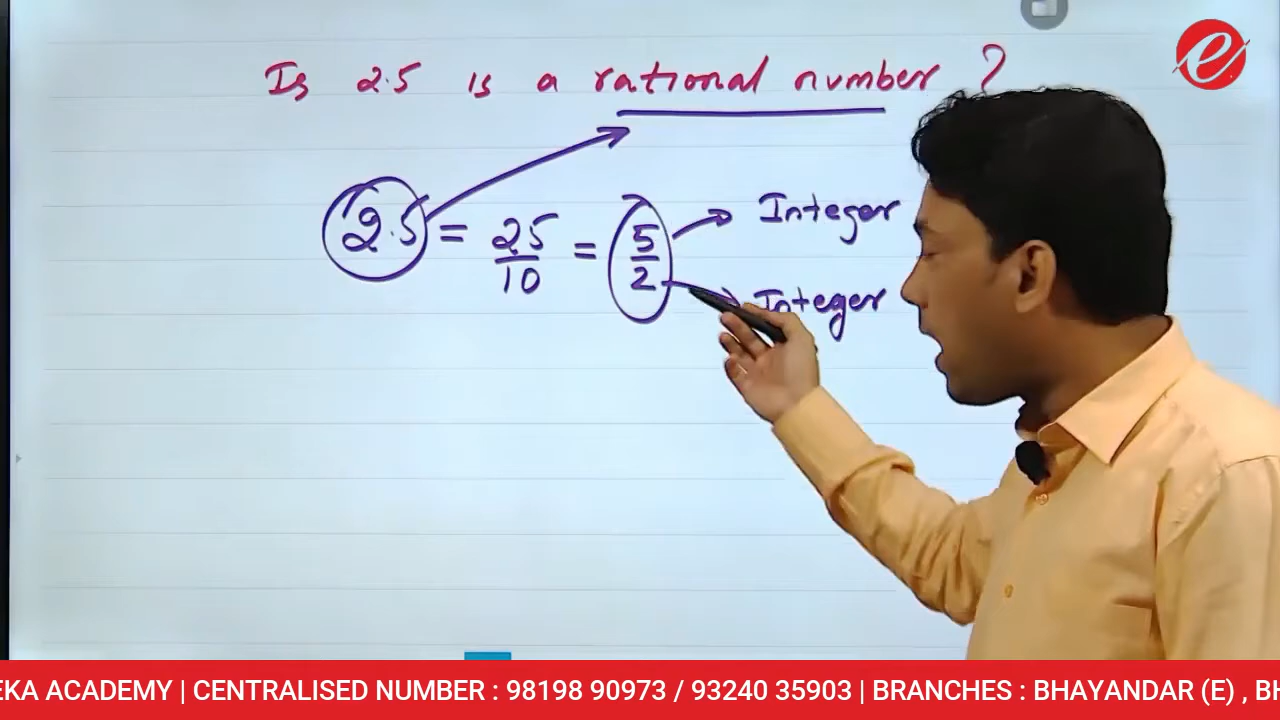 Is 2.5 is a rational number ?
2.5 = 25/10 = 5/2
Integer
Integer
EKA ACADEMY | CENTRALISED NUMBER : 98198 90973 / 93240 35903 | BRANCHES : BHAYANDAR (E) , BH